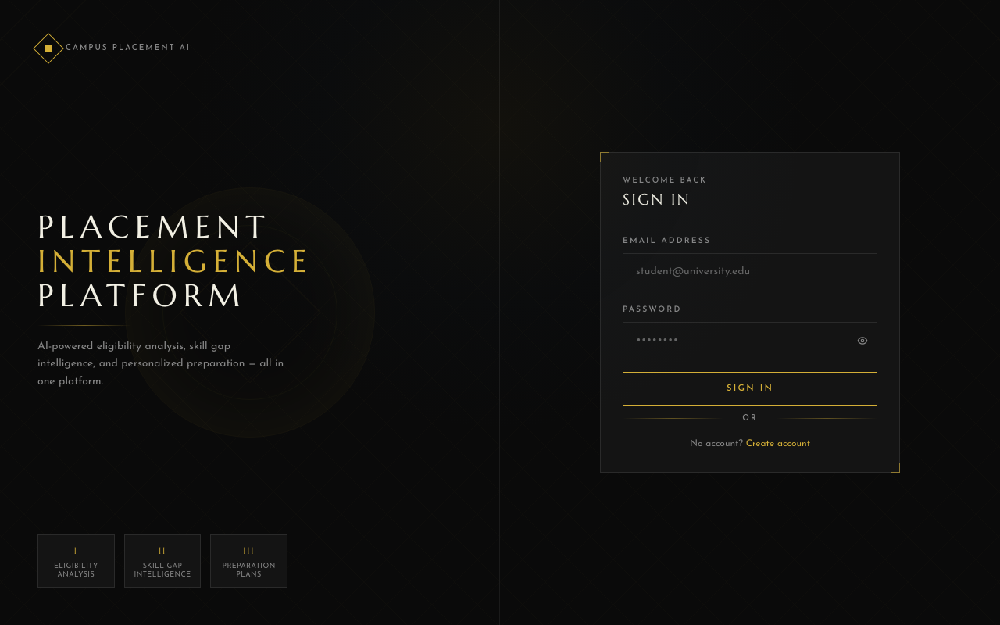 CAMPUS PLACEMENT AI
PLACEMENT
INTELLIGENCE
PLATFORM
AI-powered eligibility analysis, skill gap
intelligence, and personalized preparation — all in
one platform.
I
ELIGIBILITY
ANALYSIS
II
SKILL GAP
INTELLIGENCE
III
PREPARATION
PLANS
WELCOME BACK
SIGN IN
EMAIL ADDRESS
student@university.edu
PASSWORD
••••••••
SIGN IN
OR
No account? Create account